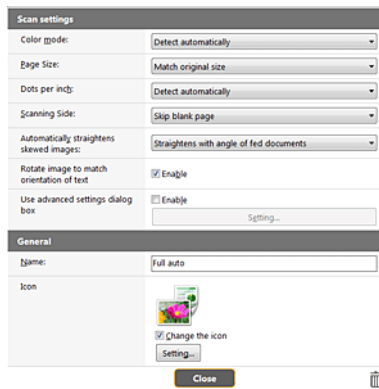 Scan settings
Color mode: Detect automatically
Page Size: Match original size
Dots per inch: Detect automatically
Scanning Side: Skip blank page
Automatically straightens
skewed images: Straightens with angle of fed documents
Rotate image to match
orientation of text Enable
Use advanced settings dialog
box Enable
Setting...
General
Name: Full auto
Icon
Change the icon
Setting...
Close